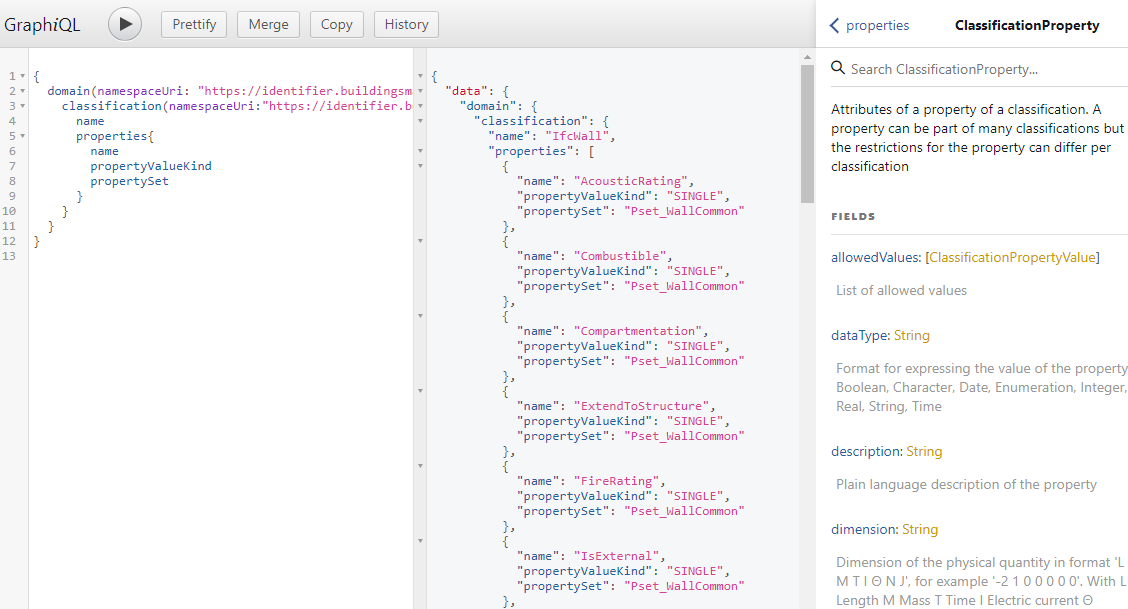 GraphiQL
Prettify
Merge
Copy
History
1
2
3
4
5
6
7
8
9
10
11
12
13
{
domain(namespaceUri: "https://identifier.buildingsm
classification(namespaceUri:"https://identifier.b
name
properties{
name
propertyValueKind
propertySet
}
}
}
}
{
"data": {
"domain": {
"classification": {
"name": "IfcWall",
"properties": [
{
"name": "AcousticRating",
"propertyValueKind": "SINGLE",
"propertySet": "Pset_WallCommon"
},
{
"name": "Combustible",
"propertyValueKind": "SINGLE",
"propertySet": "Pset_WallCommon"
},
{
"name": "Compartmentation",
"propertyValueKind": "SINGLE",
"propertySet": "Pset_WallCommon"
},
{
"name": "ExtendToStructure",
"propertyValueKind": "SINGLE",
"propertySet": "Pset_WallCommon"
},
{
"name": "FireRating",
"propertyValueKind": "SINGLE",
"propertySet": "Pset_WallCommon"
},
{
"name": "IsExternal",
"propertyValueKind": "SINGLE",
"propertySet": "Pset_WallCommon"
},
properties
ClassificationProperty
Search ClassificationProperty...
Attributes of a property of a classification. A
property can be part of many classifications but
the restrictions for the property can differ per
classification
FIELDS
allowedValues: [ClassificationPropertyValue]
List of allowed values
dataType: String
Format for expressing the value of the property
Boolean, Character, Date, Enumeration, Integer,
Real, String, Time
description: String
Plain language description of the property
dimension: String
Dimension of the physical quantity in format 'L
M T I Θ N J', for example '-2 1 0 0 0 0 0'. With L
Length M Mass T Time I Electric current Θ